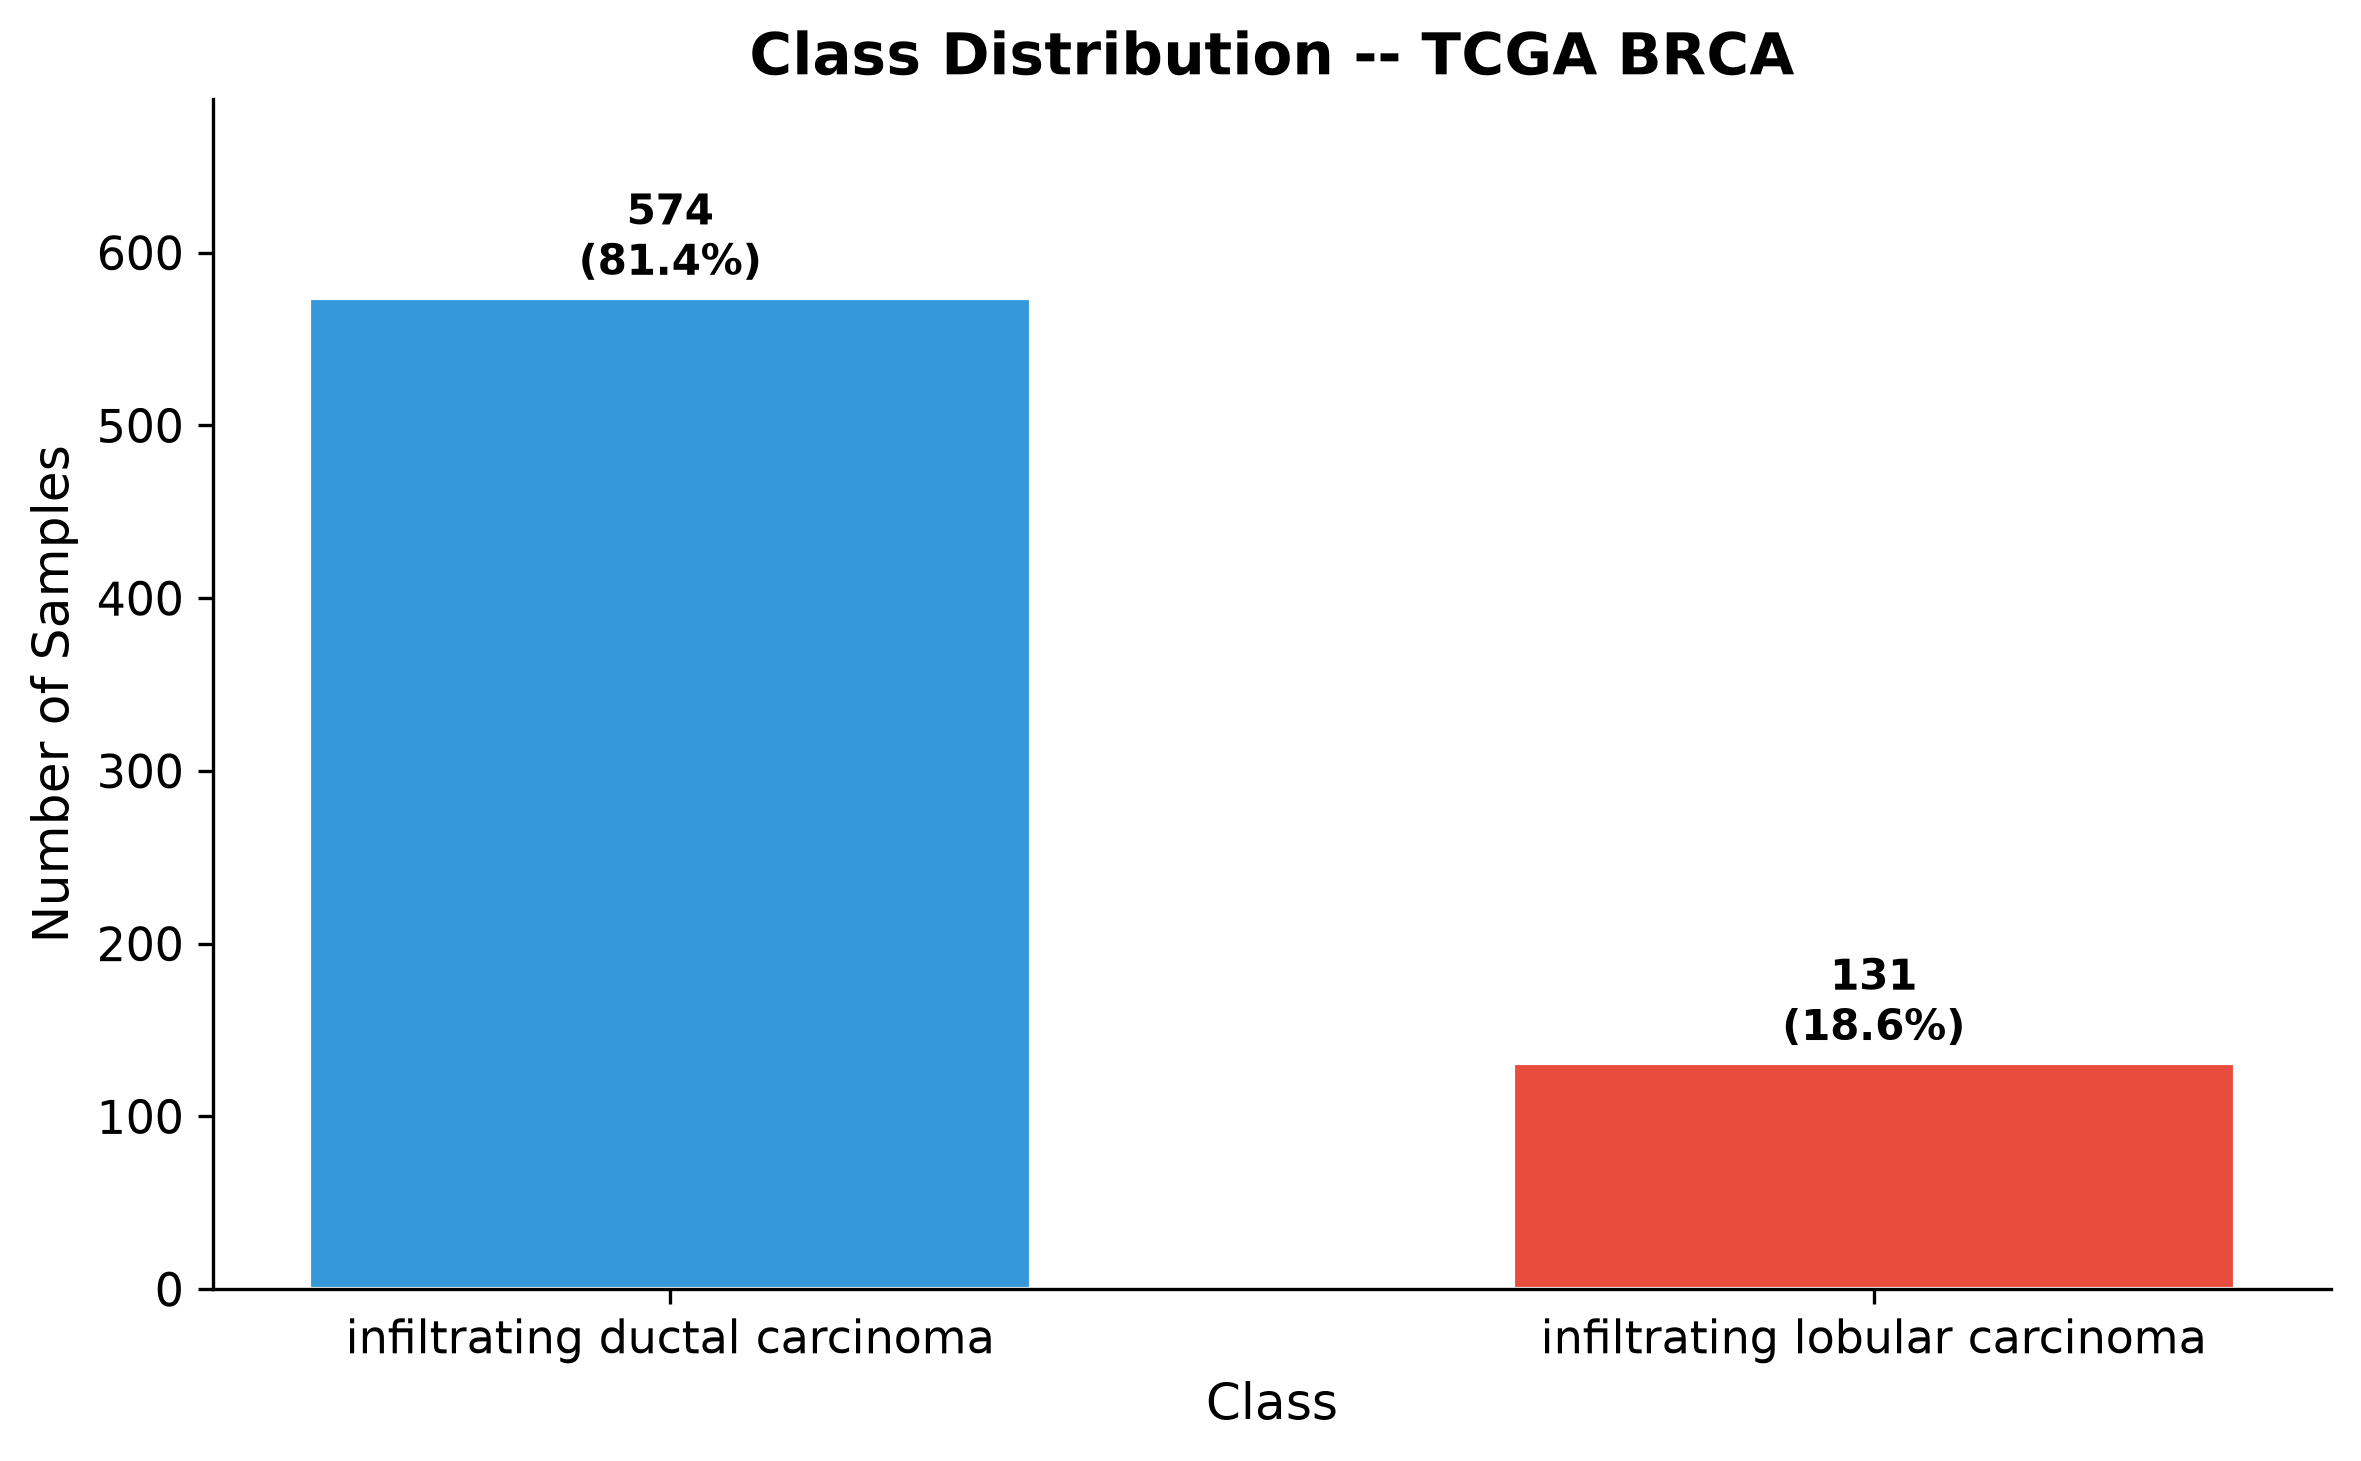 Class Distribution -- TCGA BRCA
Number of Samples
600
500
400
300
200
100
0
574
(81.4%)
131
(18.6%)
infiltrating ductal carcinoma
infiltrating lobular carcinoma
Class